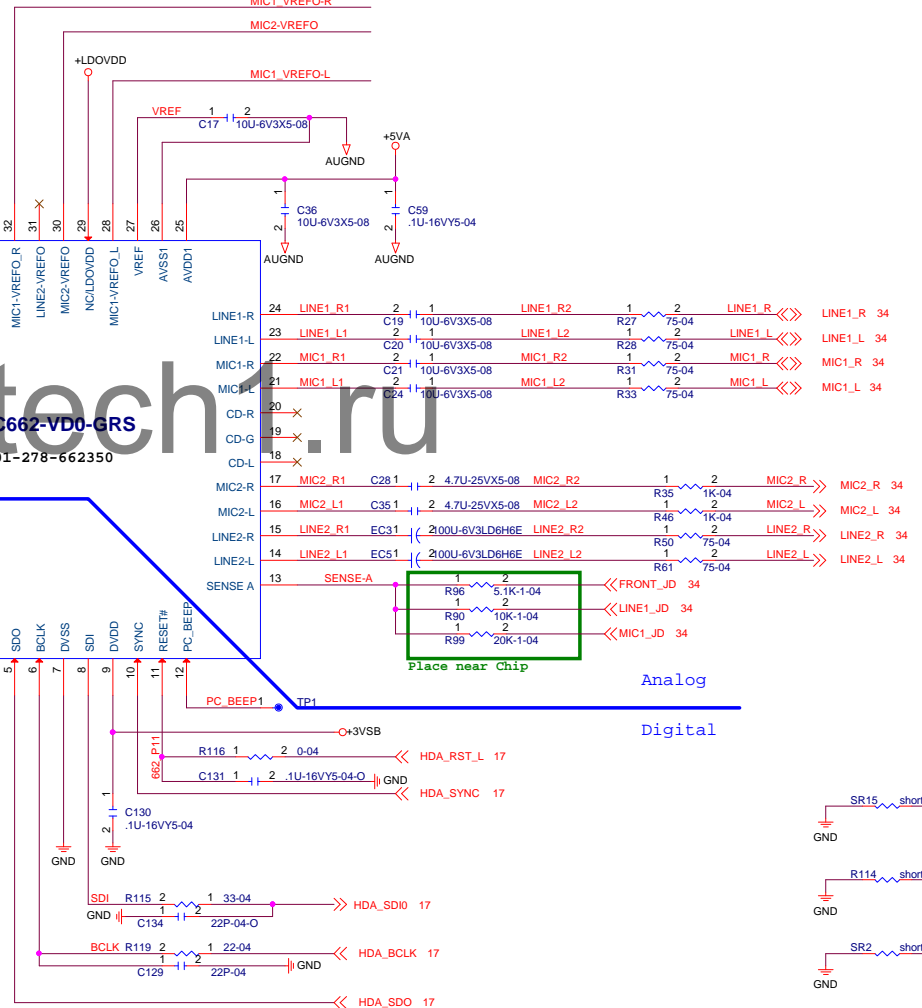 MIC1_VREFO-R
MIC2-VREFO
+LDOVDD
MIC1_VREFO-L
VREF 1 2
C17 10U-6V3X5-08
AUGND
+5VA
1 C36 10U-6V3X5-08 2
AUGND
1 C59 .1U-16VY5-04 2
AUGND
32 31 30 29 28 27 26 25
MIC1-VREFO_R LINE2-VREFO MIC2-VREFO NC/LDOVDD MIC1-VREFO_L VREF AVSS1 AVDD1
LINE1-R 24 LINE1_R1 2 1 LINE1_R2 1 2 LINE1_R LINE1_R 34
C19 10U-6V3X5-08 R27 75-04
LINE1-L 23 LINE1_L1 2 1 LINE1_L2 1 2 LINE1_L LINE1_L 34
C20 10U-6V3X5-08 R28 75-04
MIC1-R 22 MIC1_R1 2 1 MIC1_R2 1 2 MIC1_R MIC1_R 34
C21 10U-6V3X5-08 R31 75-04
MIC1-L 21 MIC1_L1 2 1 MIC1_L2 1 2 MIC1_L MIC1_L 34
C24 10U-6V3X5-08 R33 75-04
tech1.ru
CD-R 20
C662-VD0-GRS
CD-G 19
01-278-662350
CD-L 18
MIC2-R 17 MIC2_R1 C28 1 2 4.7U-25VX5-08 MIC2_R2 1 2 MIC2_R MIC2_R 34
R35 1K-04
MIC2-L 16 MIC2_L1 C35 1 2 4.7U-25VX5-08 MIC2_L2 1 2 MIC2_L MIC2_L 34
R46 1K-04
LINE2-R 15 LINE2_R1 EC3 1 2 100U-6V3LD6H6E LINE2_R2 1 2 LINE2_R LINE2_R 34
R50 75-04
LINE2-L 14 LINE2_L1 EC5 1 2 100U-6V3LD6H6E LINE2_L2 1 2 LINE2_L LINE2_L 34
R61 75-04
SENSE A 13 SENSE-A 1 2 FRONT_JD 34
R96 5.1K-1-04
1 2 LINE1_JD 34
R90 10K-1-04
1 2 MIC1_JD 34
R99 20K-1-04
Place near Chip
SDO BCLK DVSS SDI DVDD SYNC RESET# PC_BEEP
5 6 7 8 9 10 11 12
Analog
PC_BEEP 1 TP1
Digital
+3VSB
662_P11
R116 1 2 0-04 HDA_RST_L 17
C131 1 2 .1U-16VY5-04-O GND
HDA_SYNC 17
1 C130 .1U-16VY5-04 2
GND GND
SR15 short
GND
R114 short
GND
SDI R115 2 1 33-04 HDA_SDI0 17
GND 1 2
C134 22P-04-O
BCLK R119 2 1 22-04 HDA_BCLK 17
1 2 GND
C129 22P-04
SR2 short
GND
HDA_SDO 17